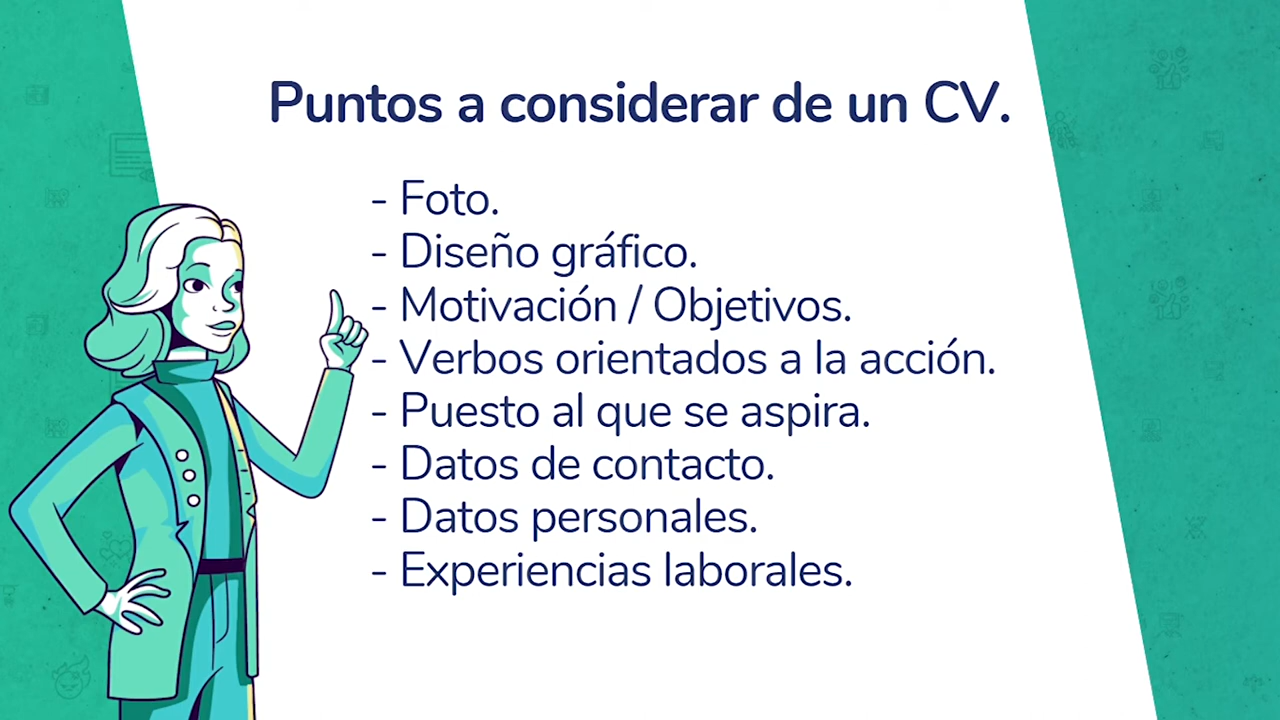 Puntos a considerar de un CV.
- Foto.
- Diseño gráfico.
- Motivación / Objetivos.
- Verbos orientados a la acción.
- Puesto al que se aspira.
- Datos de contacto.
- Datos personales.
- Experiencias laborales.